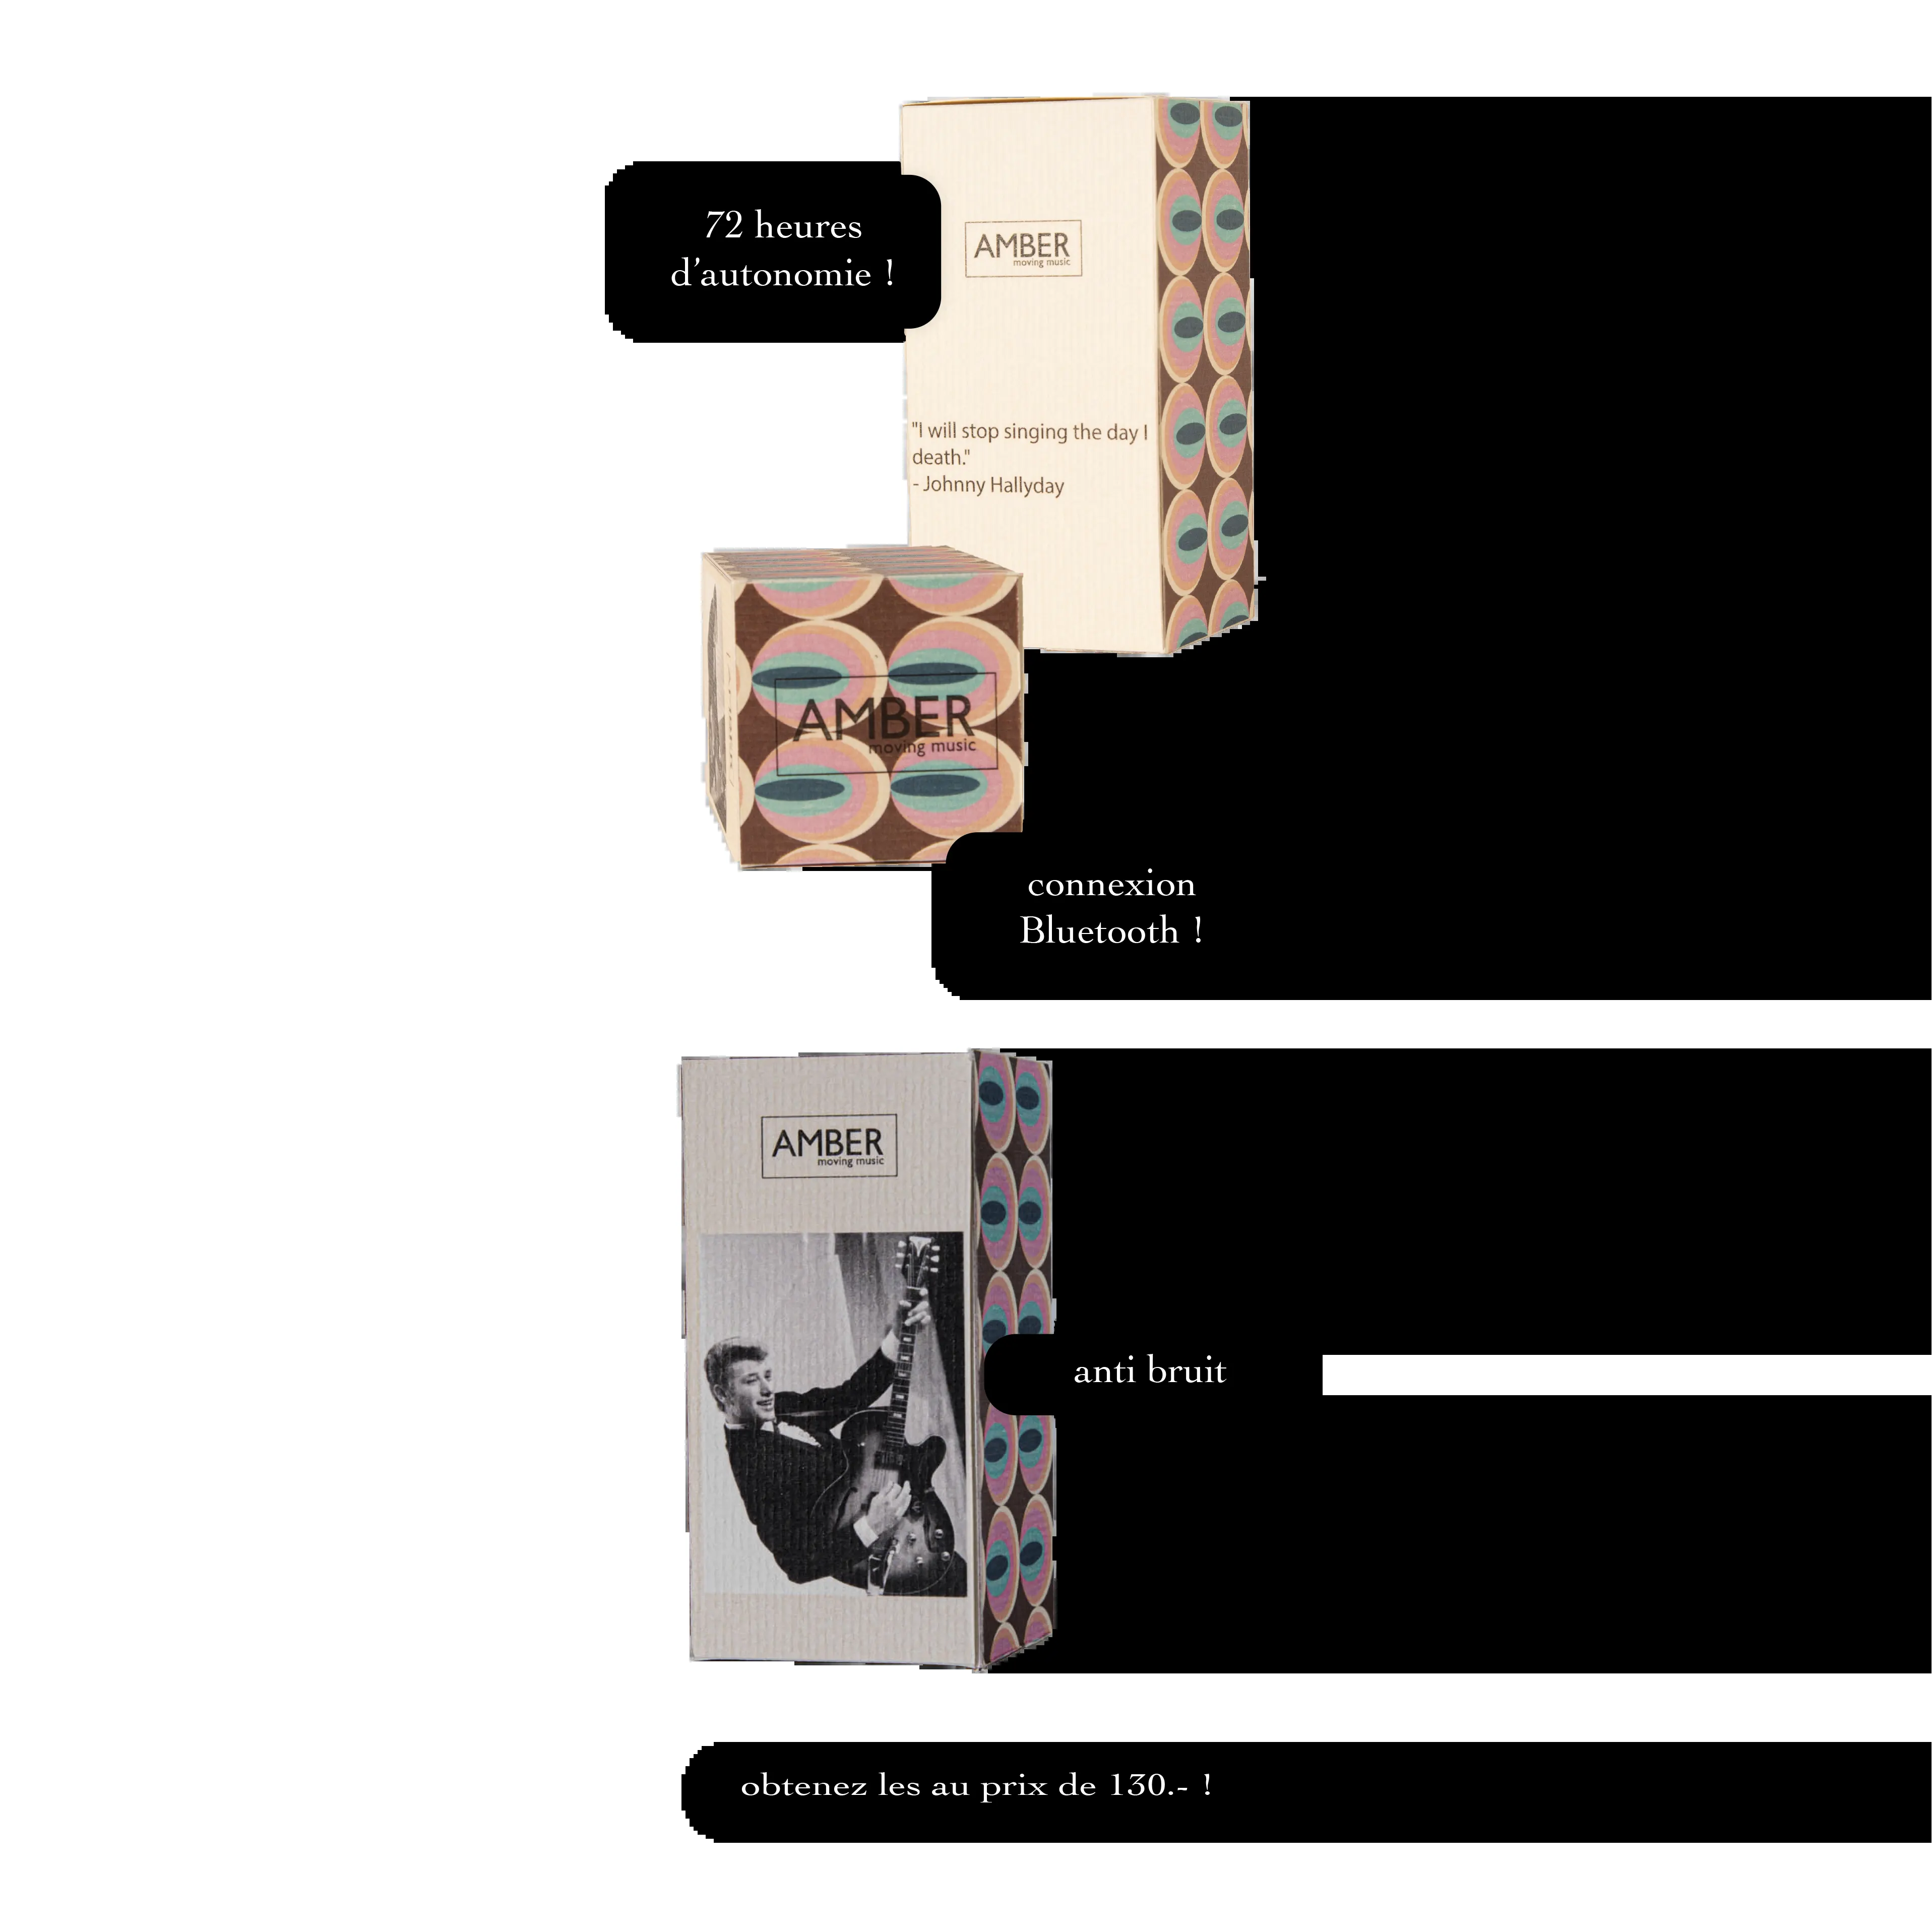 72 heures
d'autonomie !
AMBER
moving music
"I will stop singing the day I
death."
- Johnny Hallyday
AMBER
moving music
connexion
Bluetooth !
AMBER
moving music
anti bruit
obtenez les au prix de 130.- !